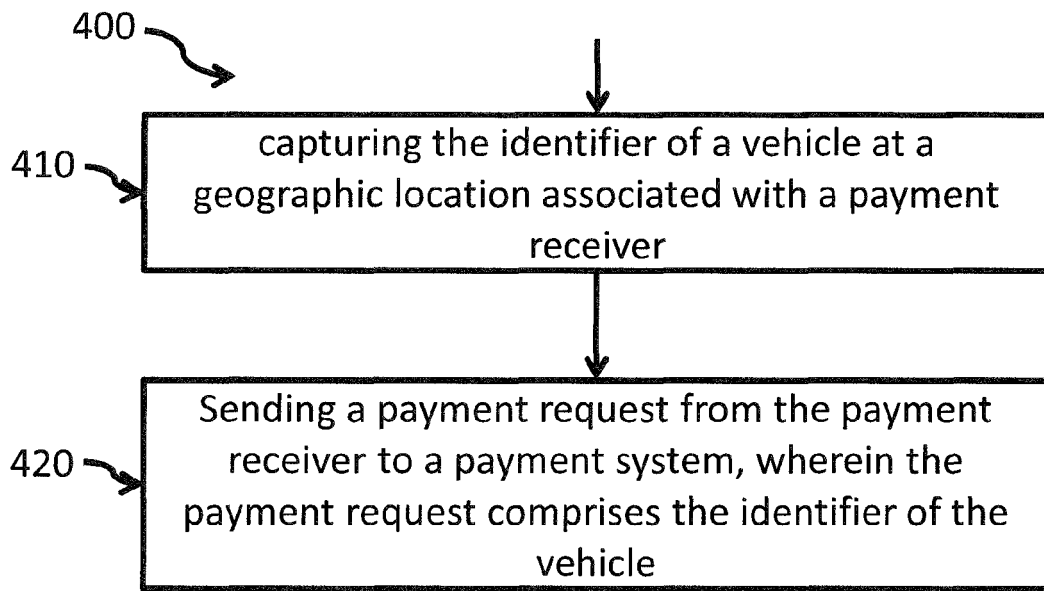 400
410
capturing the identifier of a vehicle at a
geographic location associated with a payment
receiver
420
Sending a payment request from the payment
receiver to a payment system, wherein the
payment request comprises the identifier of the
vehicle